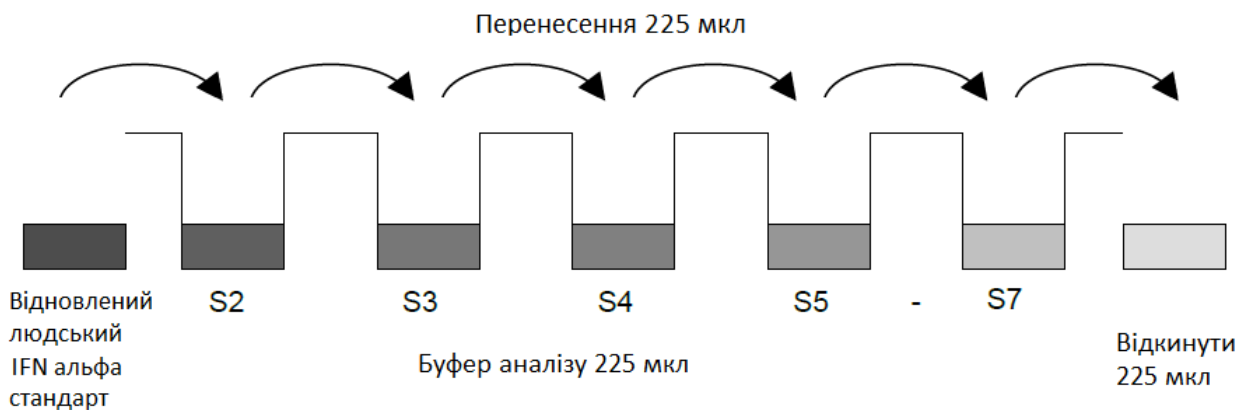 Перенесення 225 мкл
Відновлений
людський
IFN альфа
стандарт
S2
S3
S4
S5
-
S7
Буфер аналізу 225 мкл
Відкинути
225 мкл